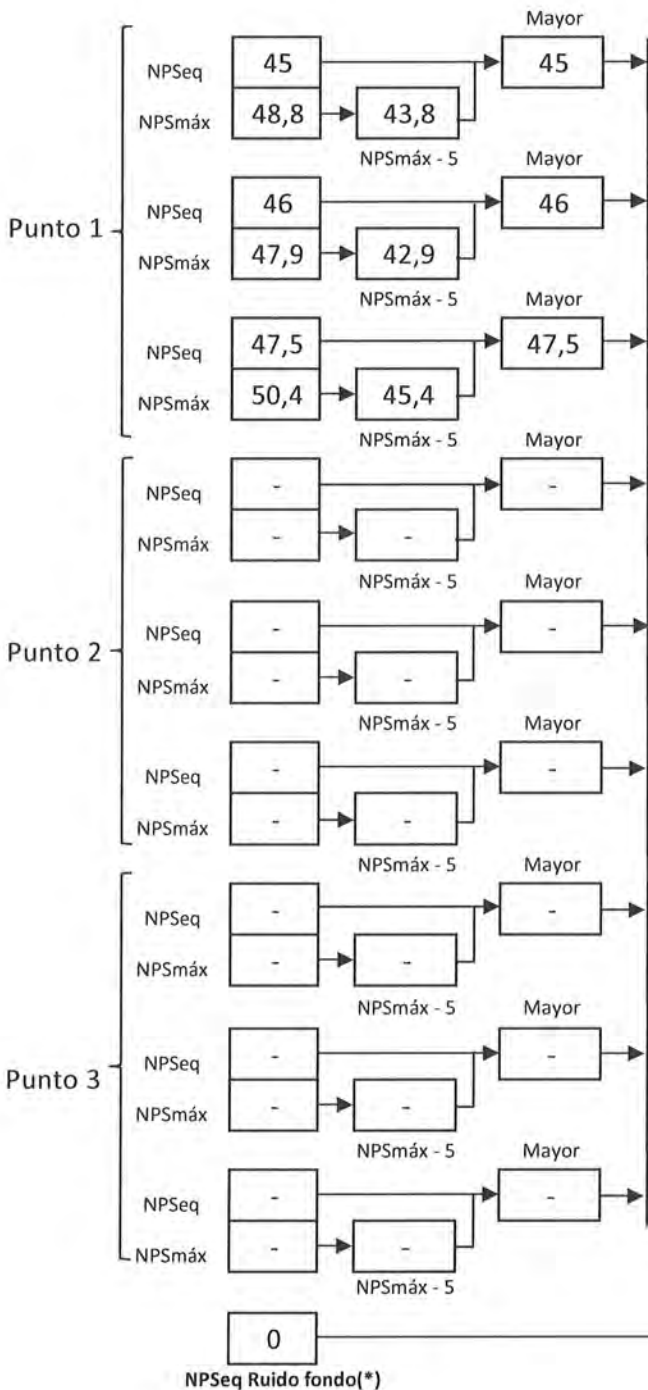 Mayor
NPSeq 45 45
NPSmáx 48,8 43,8
NPSmáx - 5
Mayor
Punto 1
NPSeq 46 46
NPSmáx 47,9 42,9
NPSmáx - 5
Mayor
NPSeq 47,5 47,5
NPSmáx 50,4 45,4
NPSmáx - 5
Mayor
NPSeq - -
NPSmáx - -
NPSmáx - 5
Mayor
Punto 2
NPSeq - -
NPSmáx - -
NPSmáx - 5
Mayor
NPSeq - -
NPSmáx - -
NPSmáx - 5
Mayor
NPSeq - -
NPSmáx - -
NPSmáx - 5
Mayor
Punto 3
NPSeq - -
NPSmáx - -
NPSmáx - 5
Mayor
NPSeq - -
NPSmáx - -
NPSmáx - 5
0
NPSeq Ruido fondo(*)